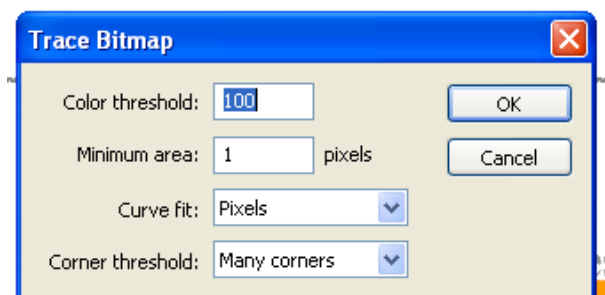 Trace Bitmap
Color threshold: 100 OK
Minimum area: 1 pixels Cancel
Curve fit: Pixels
Corner threshold: Many corners